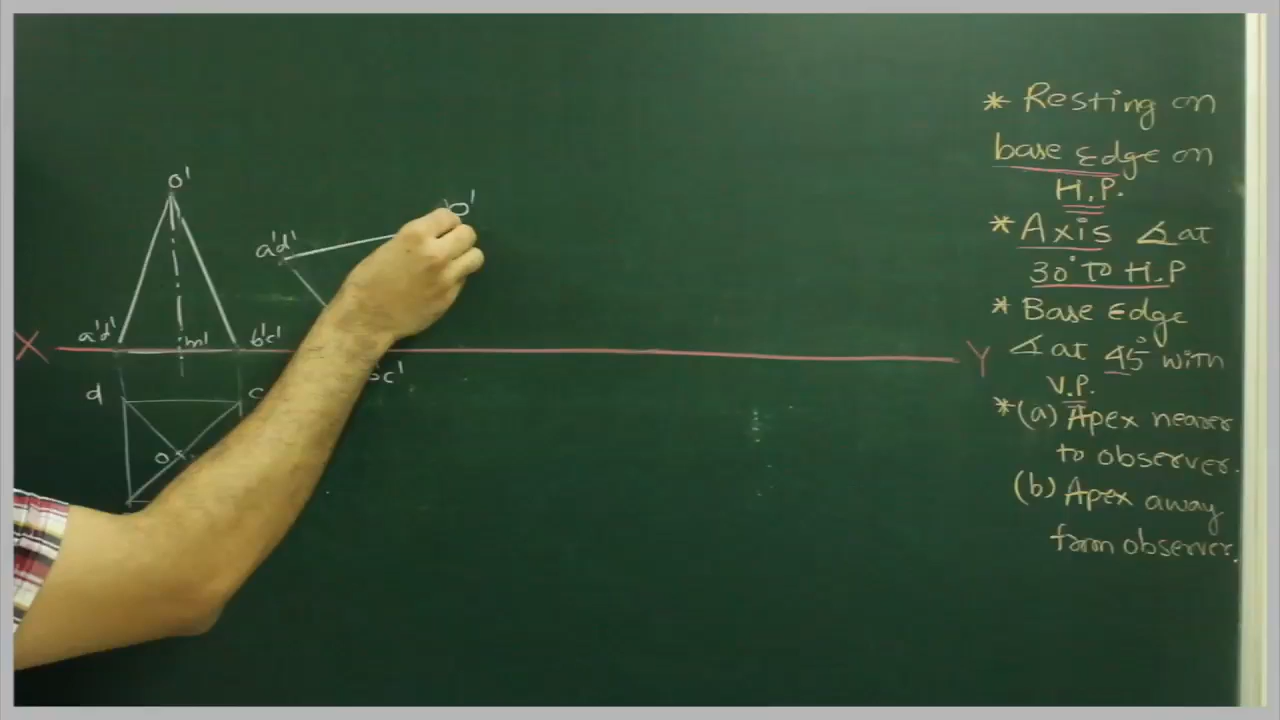 * Resting on
base Edge on
H.P.
* Axis ∡ at
30° to H.P
* Base Edge
∡ at 45° with
V.P.
* (a) Apex nearer
to observer.
(b) Apex away
form observer.
o'
a'd'
m'
b'c'
a'd'
o'
c'
X
Y
d
c
o